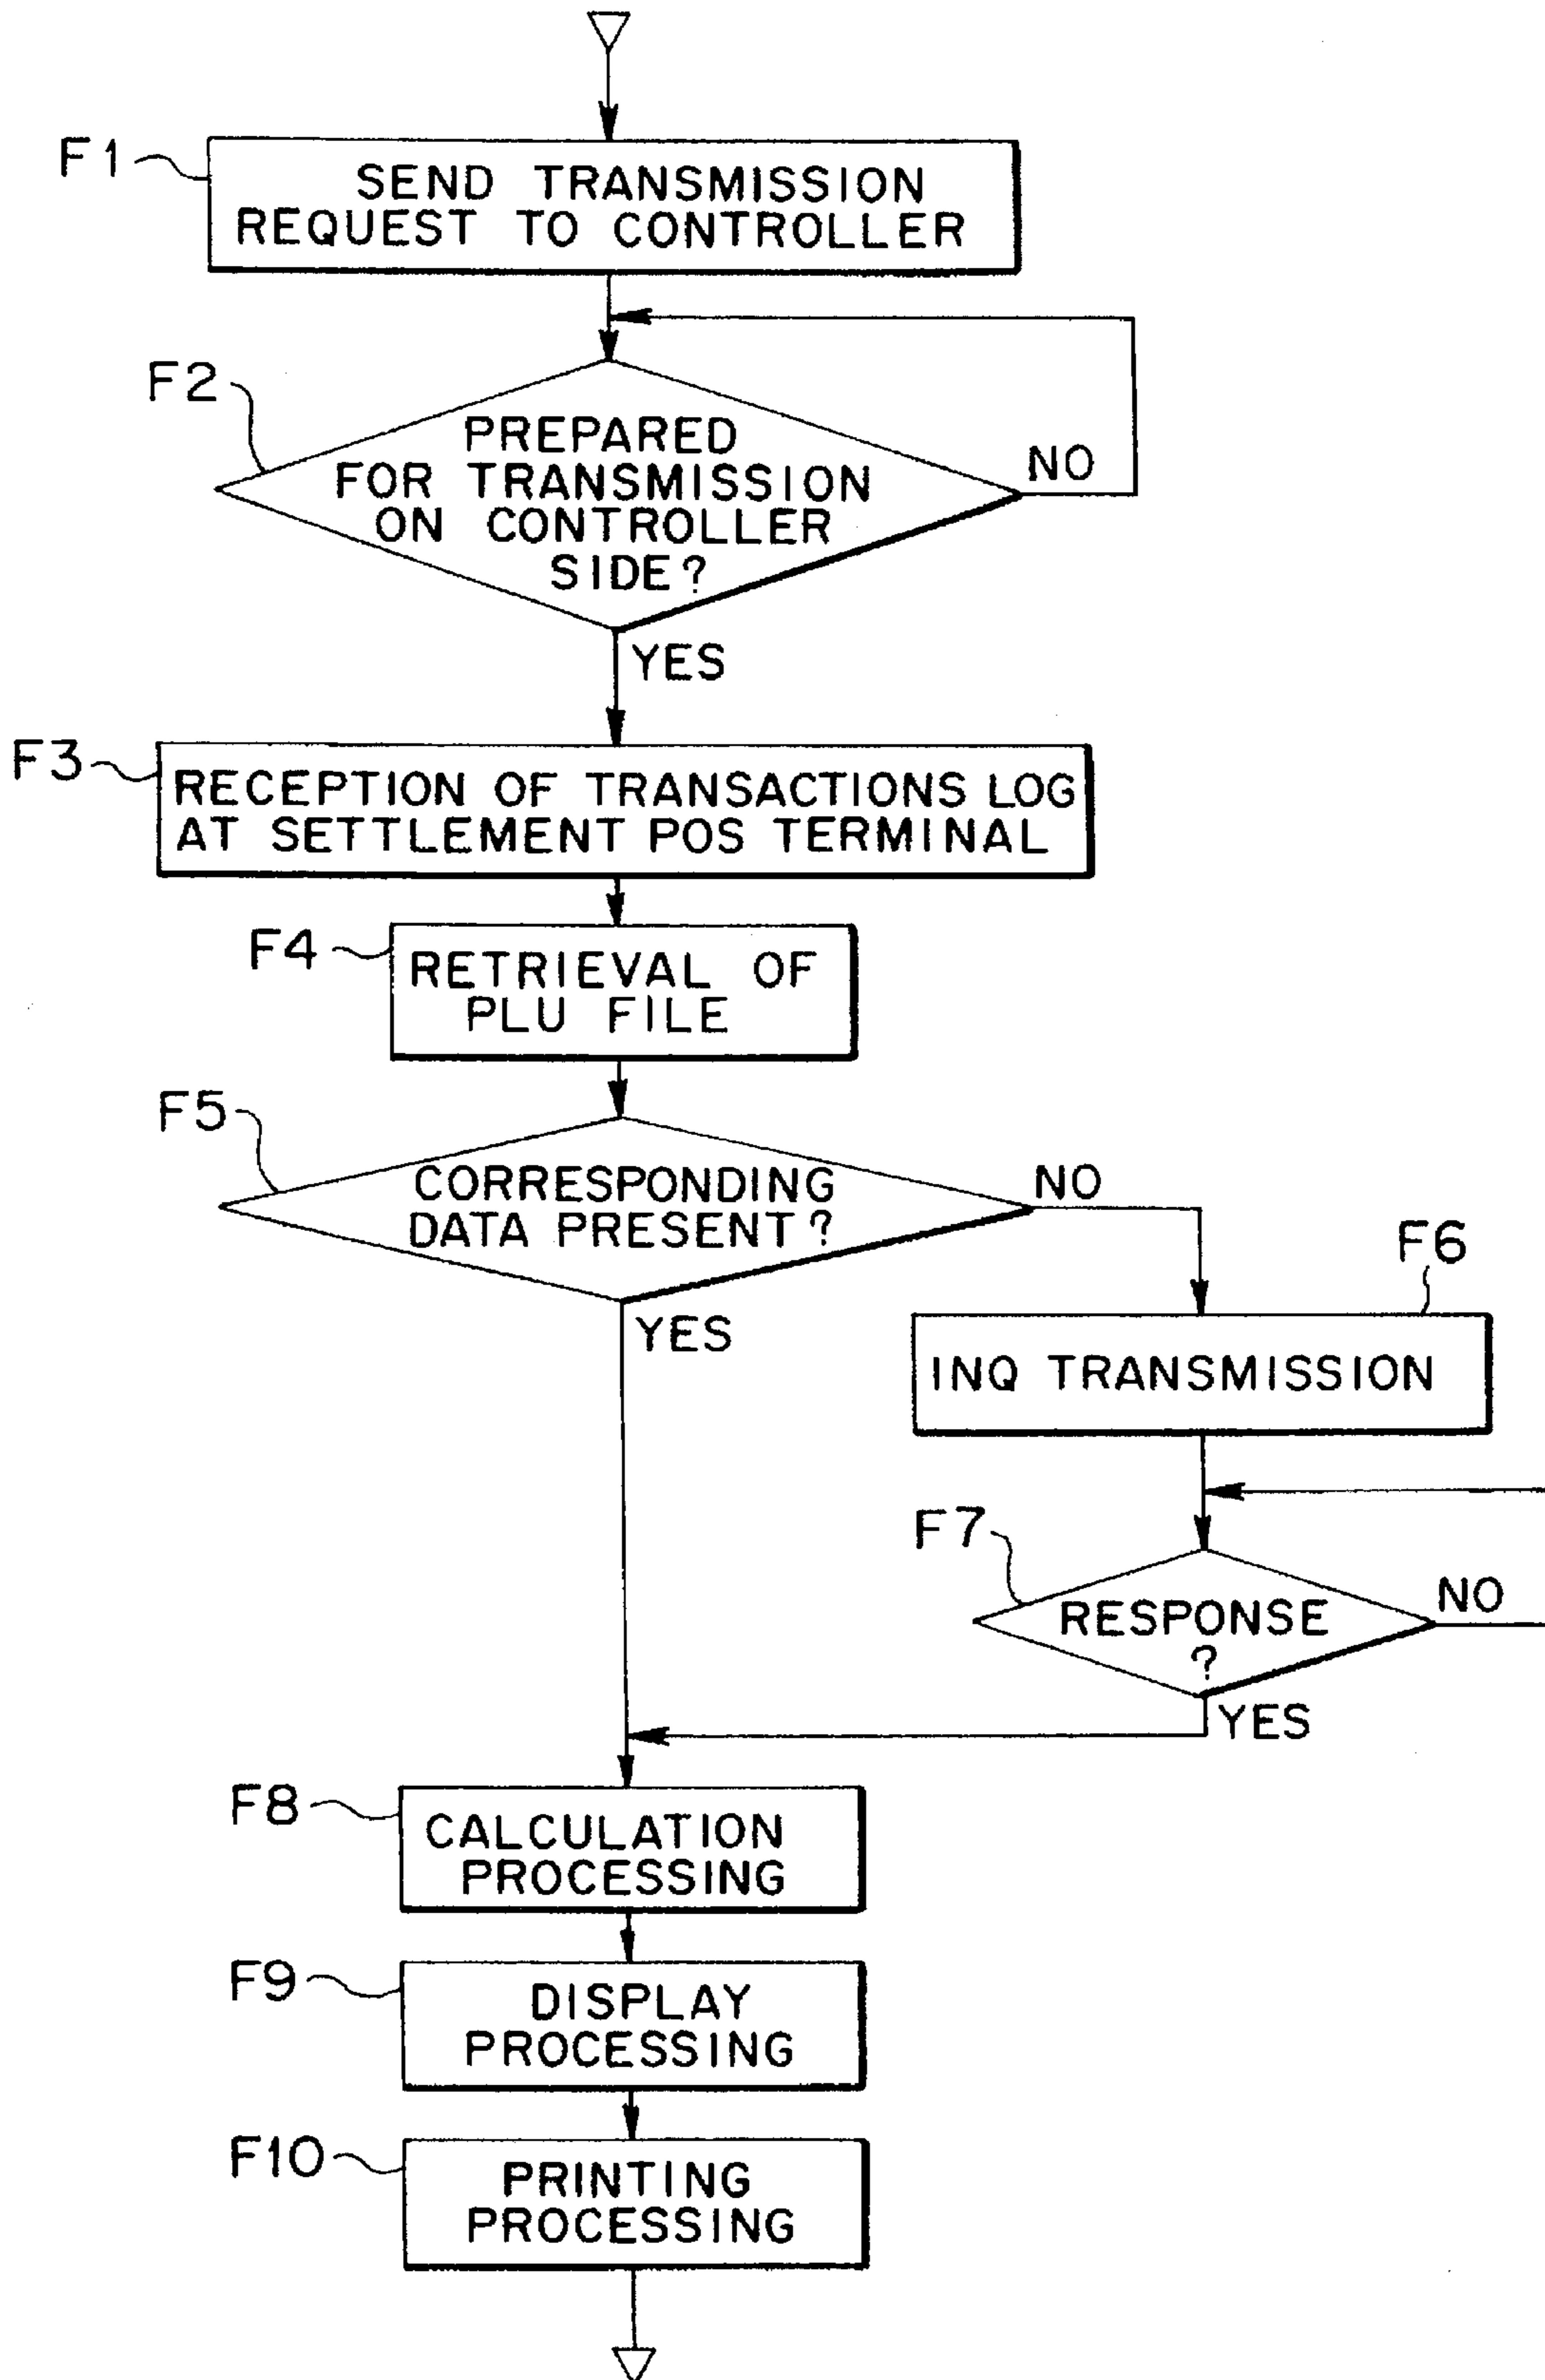 F1
SEND TRANSMISSION
REQUEST TO CONTROLLER
F2
PREPARED
FOR TRANSMISSION
ON CONTROLLER
SIDE?
NO
YES
F3
RECEPTION OF TRANSACTIONS LOG
AT SETTLEMENT POS TERMINAL
F4
RETRIEVAL OF
PLU FILE
F5
CORRESPONDING
DATA PRESENT?
NO
YES
F6
INQ TRANSMISSION
F7
RESPONSE
?
NO
YES
F8
CALCULATION
PROCESSING
F9
DISPLAY
PROCESSING
F10
PRINTING
PROCESSING